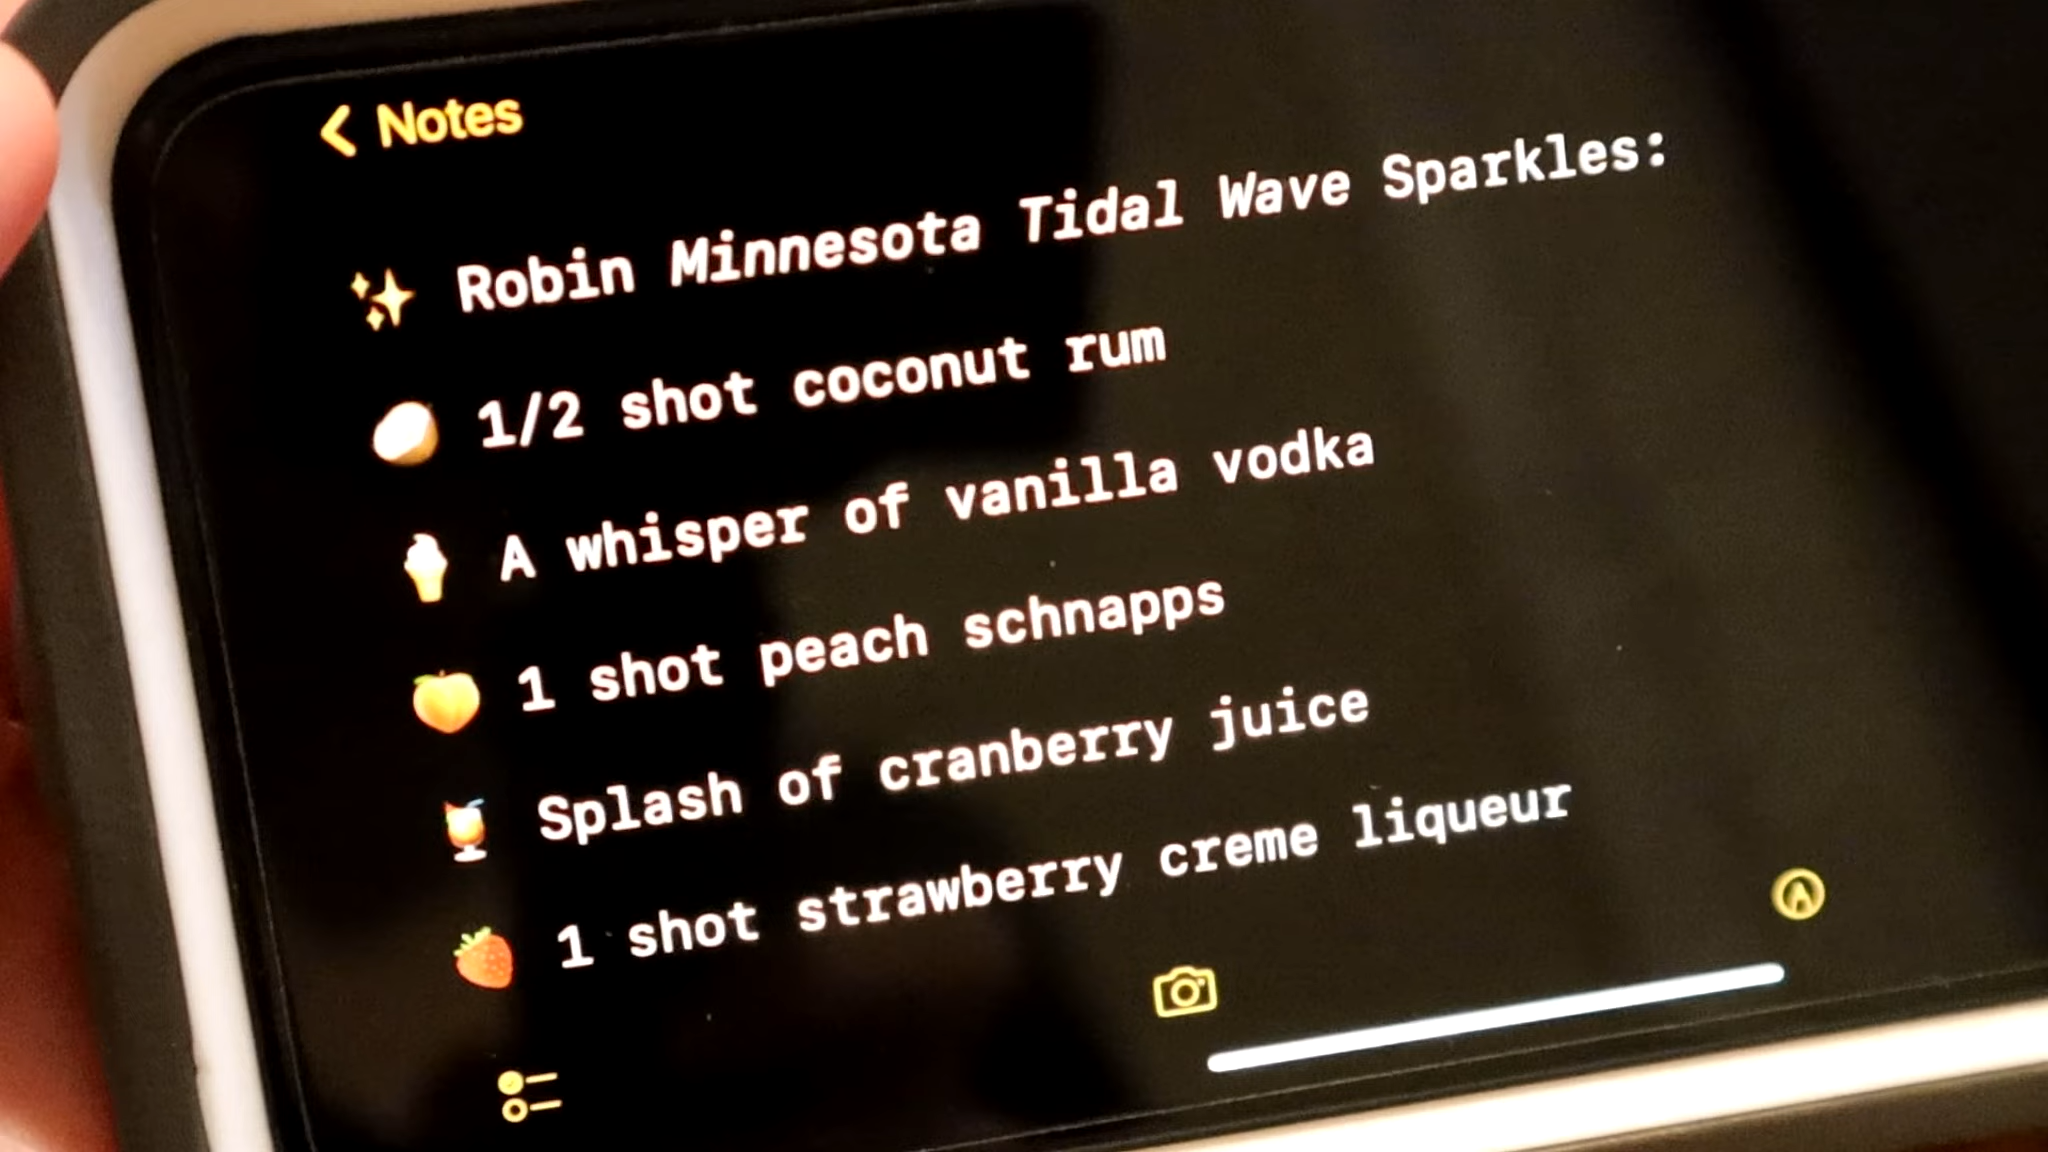 Notes
✨ Robin Minnesota Tidal Wave Sparkles:
🥥 1/2 shot coconut rum
🍦 A whisper of vanilla vodka
🍑 1 shot peach schnapps
🍹 Splash of cranberry juice
🍓 1 shot strawberry creme liqueur